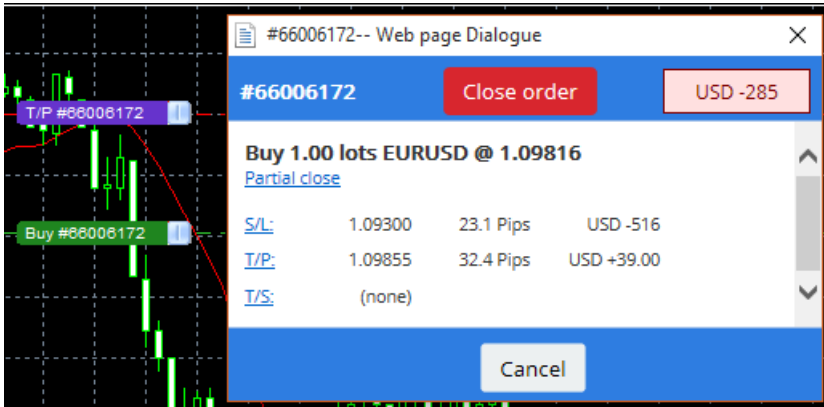 #66006172-- Web page Dialogue
#66006172 Close order USD -285
T/P #66006172
Buy 1.00 lots EURUSD @ 1.09816
Partial close
Buy #66006172
S/L: 1.09300 23.1 Pips USD -516
T/P: 1.09855 32.4 Pips USD +39.00
T/S: (none)
Cancel